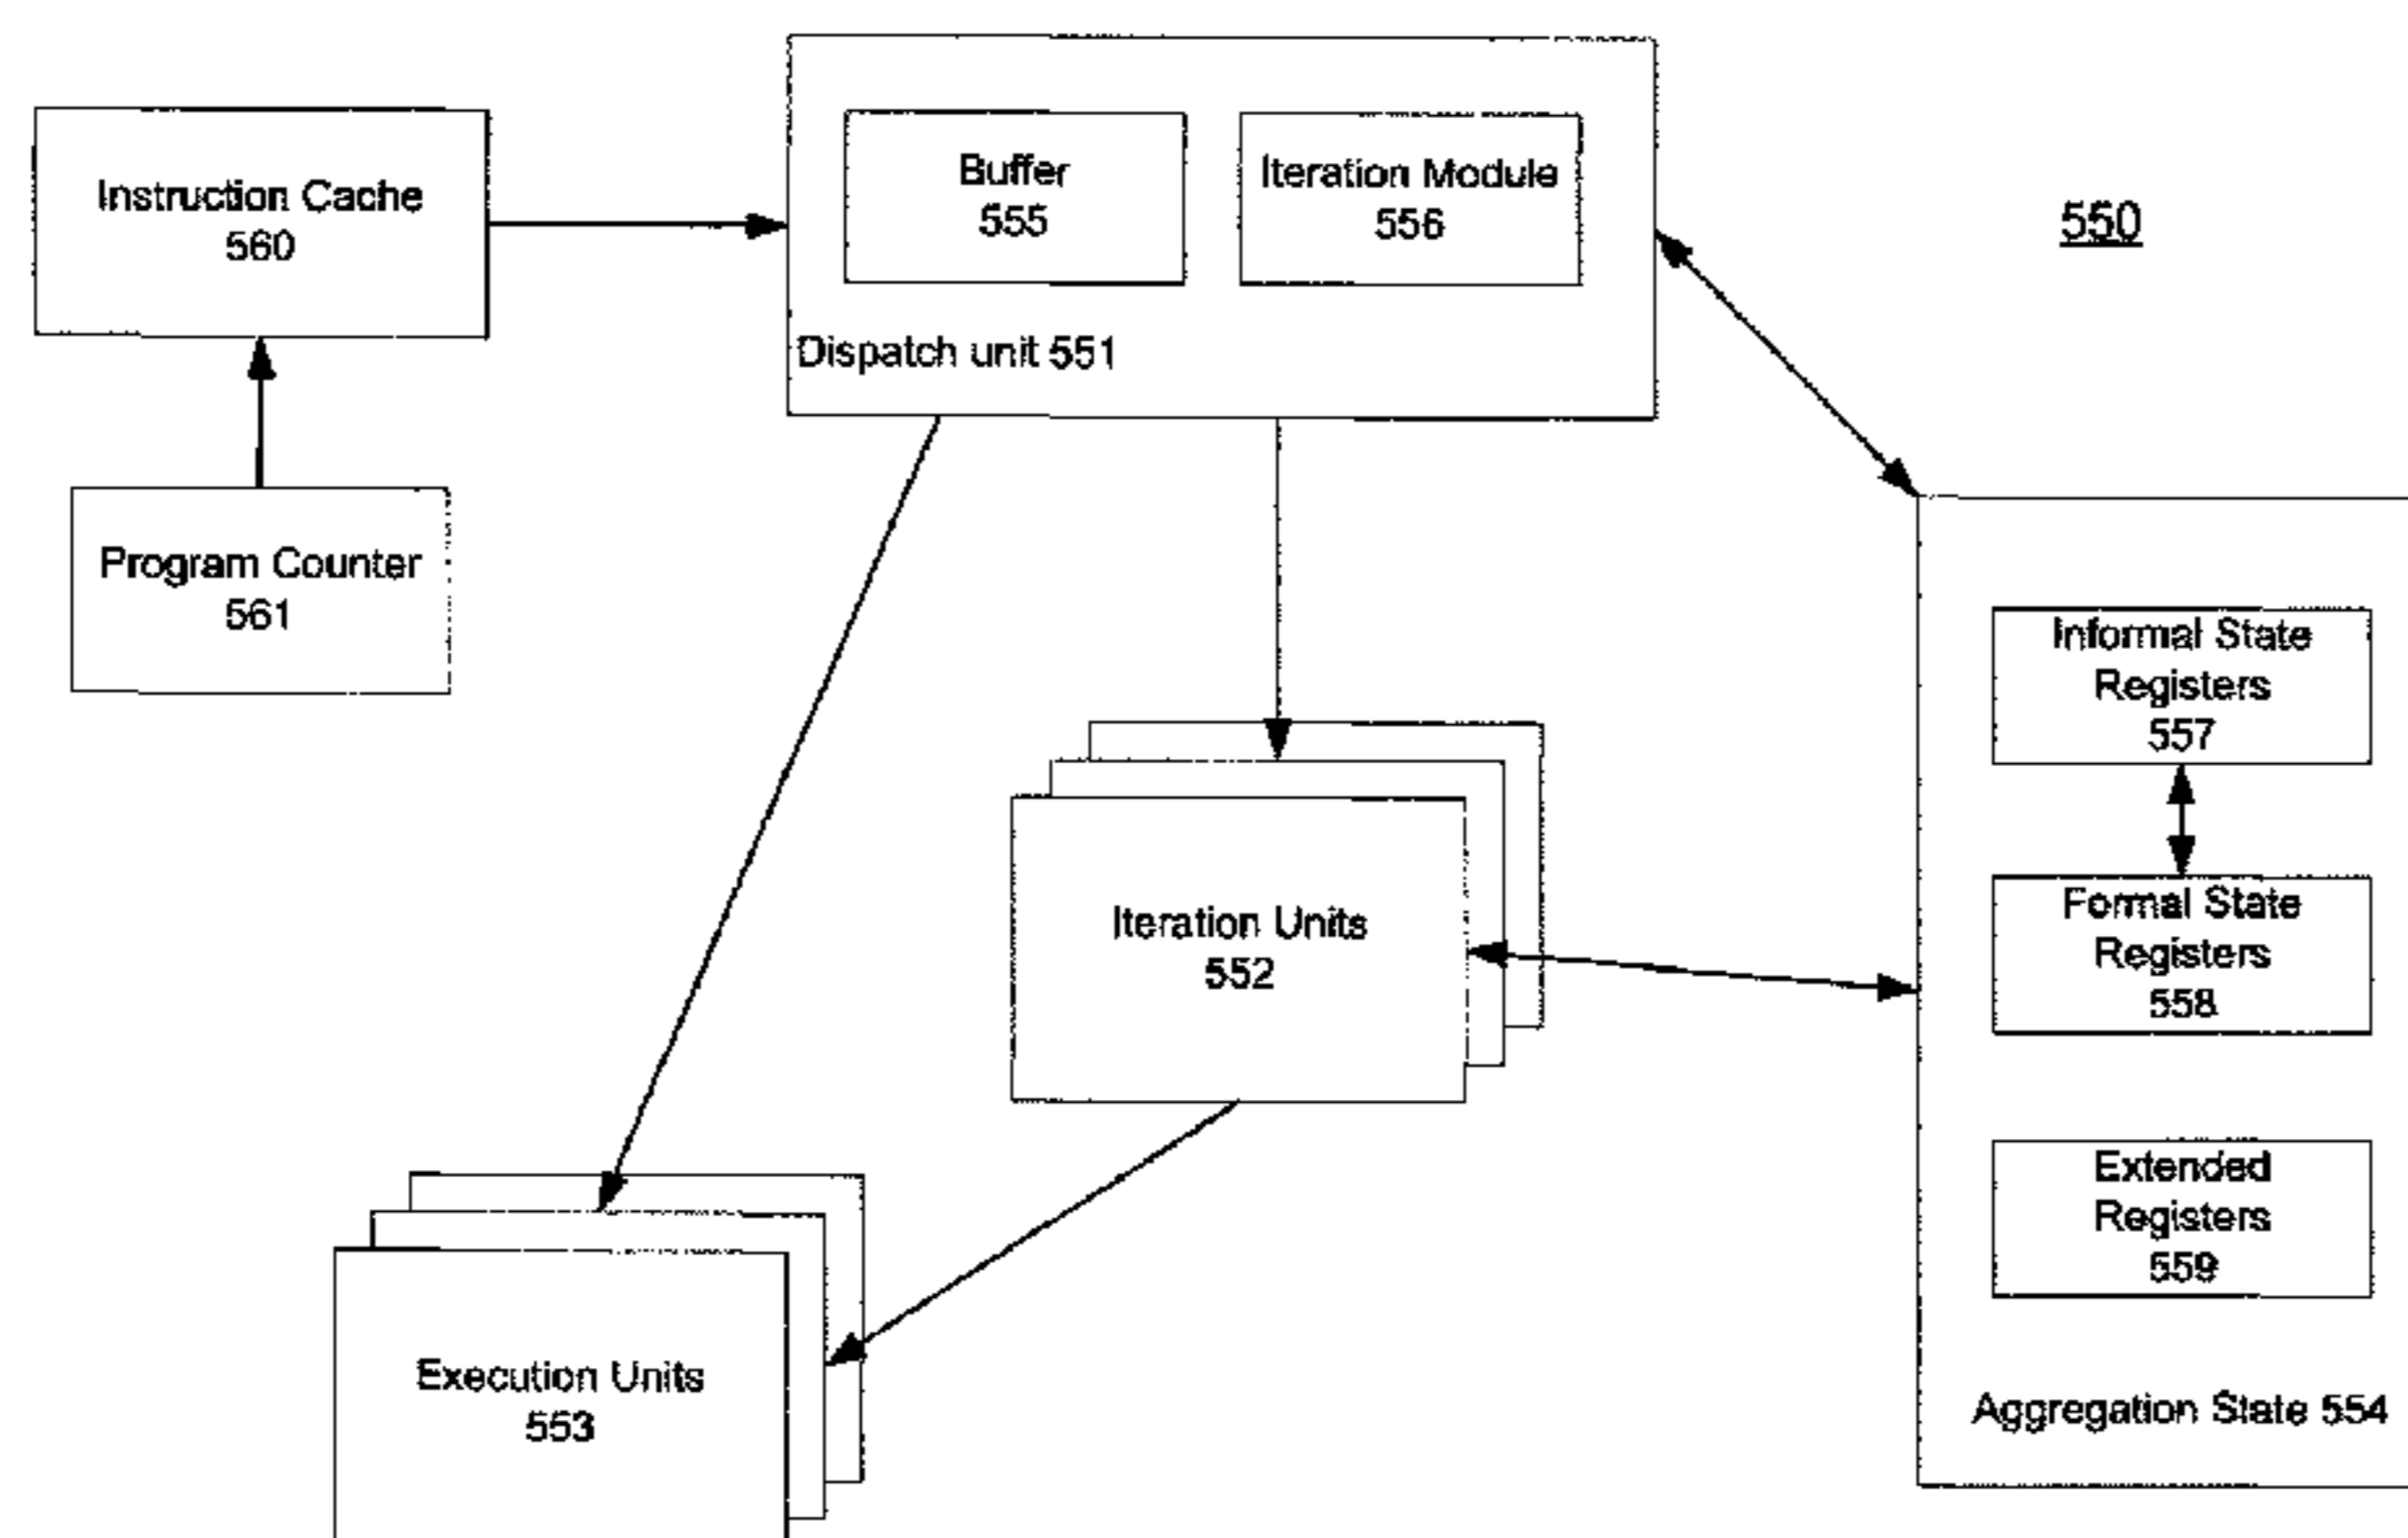 Instruction Cache
560
Buffer
555
Iteration Module
556
Dispatch unit 551
550
Program Counter
561
Informal State
Registers
557
Formal State
Registers
558
Iteration Units
552
Extended
Registers
559
Execution Units
553
Aggregation State 554